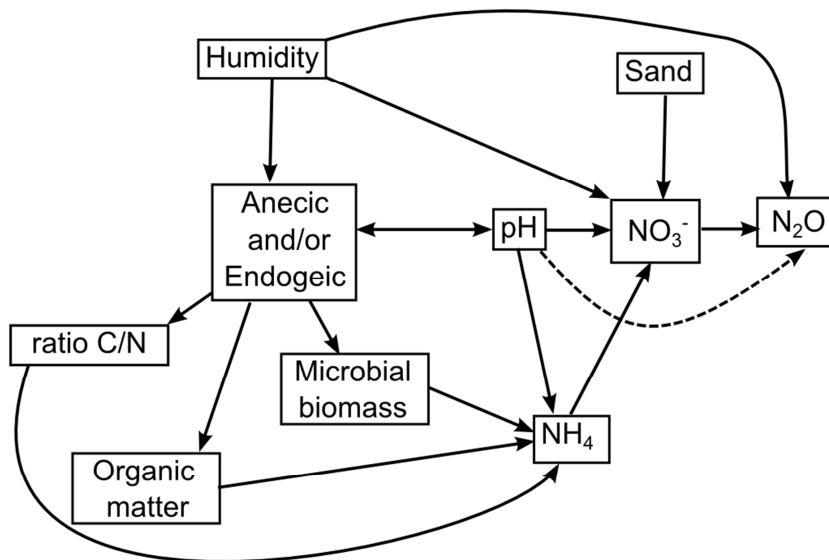 Humidity
Sand
Anecic
and/or
Endogeic
pH
NO₃⁻
N₂O
ratio C/N
Microbial
biomass
NH₄
Organic
matter